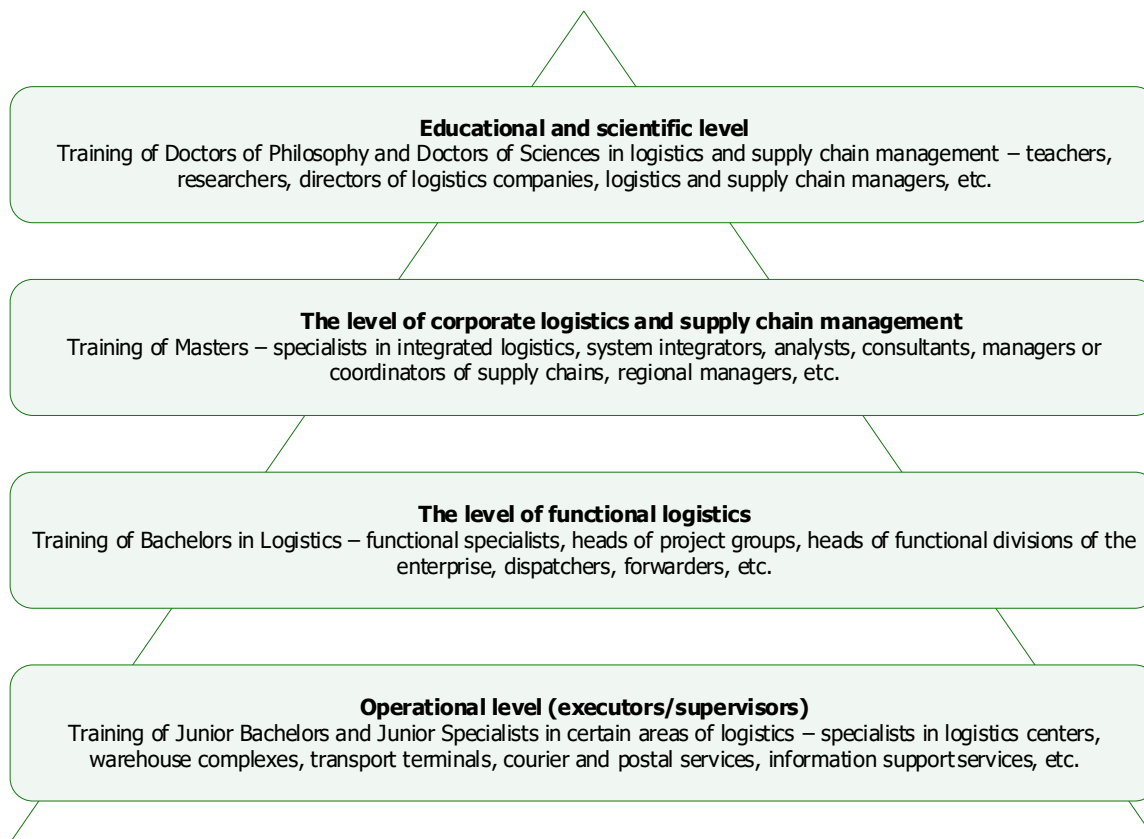 Educational and scientific level
Training of Doctors of Philosophy and Doctors of Sciences in logistics and supply chain management – teachers,
researchers, directors of logistics companies, logistics and supply chain managers, etc.
The level of corporate logistics and supply chain management
Training of Masters – specialists in integrated logistics, system integrators, analysts, consultants, managers or
coordinators of supply chains, regional managers, etc.
The level of functional logistics
Training of Bachelors in Logistics – functional specialists, heads of project groups, heads of functional divisions of the
enterprise, dispatchers, forwarders, etc.
Operational level (executors/supervisors)
Training of Junior Bachelors and Junior Specialists in certain areas of logistics – specialists in logistics centers,
warehouse complexes, transport terminals, courier and postal services, information support services, etc.